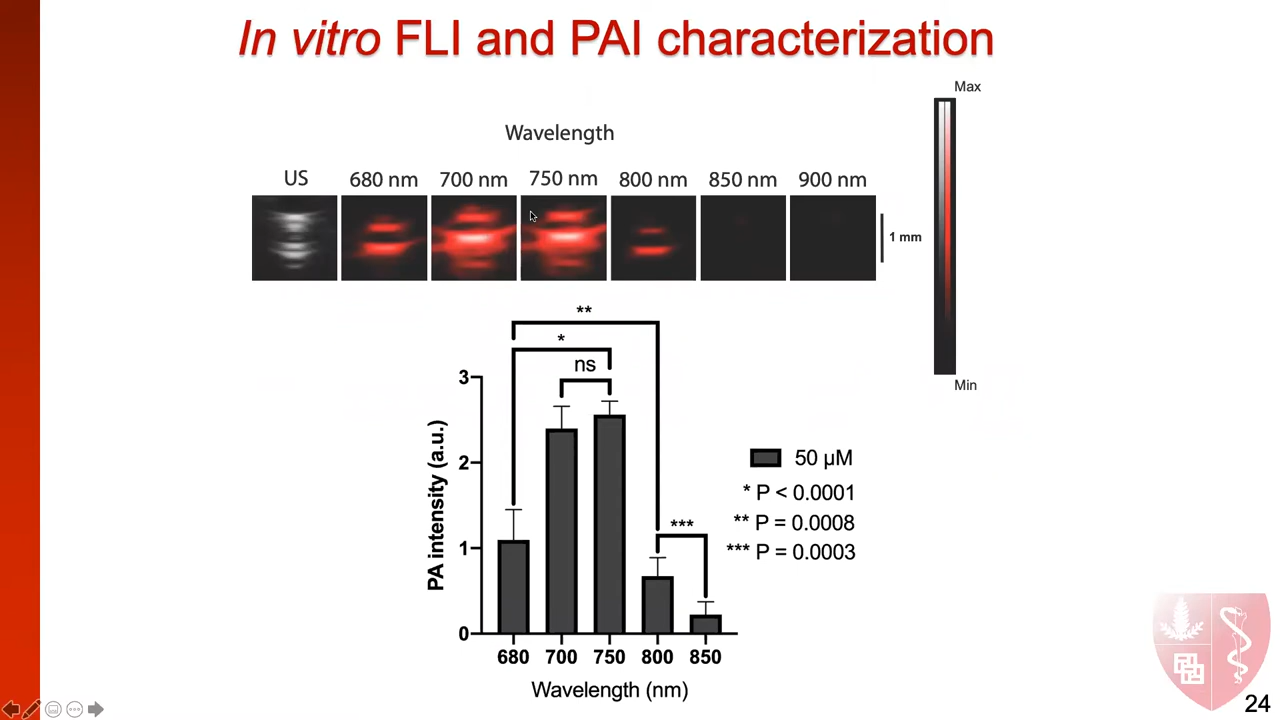 In vitro FLI and PAI characterization
Max
Wavelength
US 680 nm 700 nm 750 nm 800 nm 850 nm 900 nm
1 mm
Min
**
*
ns
***
3
2
1
0
PA intensity (a.u.)
680 700 750 800 850
Wavelength (nm)
50 μM
* P < 0.0001
** P = 0.0008
*** P = 0.0003
24